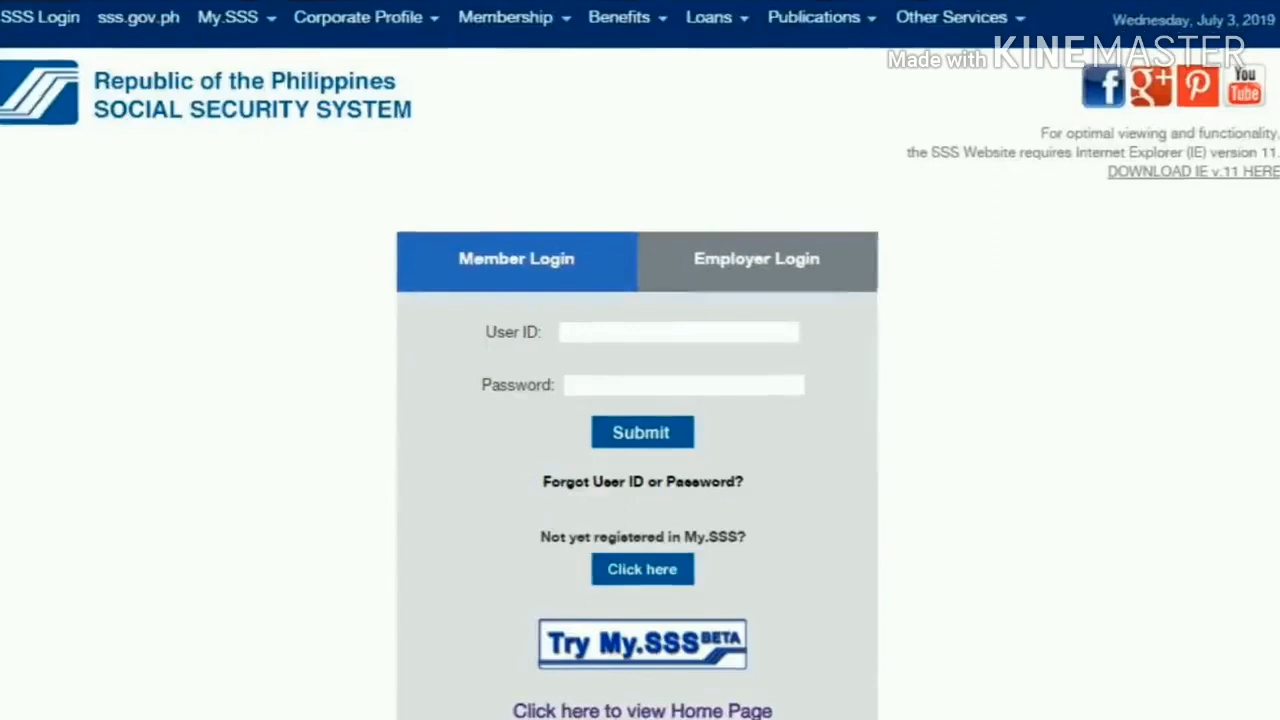 SSS Login sss.gov.ph My.SSS Corporate Profile Membership Benefits Loans Publications Other Services Wednesday, July 3, 2019
Made with KINEMASTER
Republic of the Philippines
SOCIAL SECURITY SYSTEM
f g+ P You Tube
For optimal viewing and functionality,
the SSS Website requires Internet Explorer (IE) version 11.
DOWNLOAD IE v.11 HERE
Member Login Employer Login
User ID:
Password:
Submit
Forgot User ID or Password?
Not yet registered in My.SSS?
Click here
Try My.SSS BETA
Click here to view Home Page